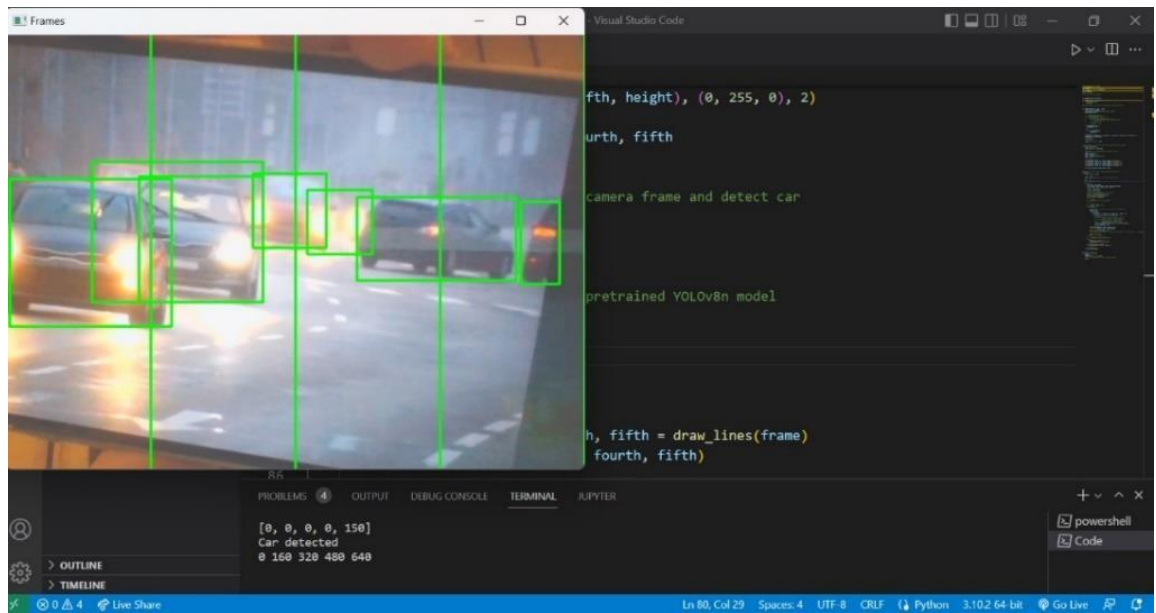 Frames
- Visual Studio Code
fth, height), (0, 255, 0), 2)
urth, fifth
camera frame and detect car
pretrained YOLOv8n model
h, fifth = draw_lines(frame)
fourth, fifth)
86
PROBLEMS 4 OUTPUT DEBUG CONSOLE TERMINAL JUPYTER
[0, 0, 0, 0, 150]
Car detected
0 160 320 480 640
powershell
Code
> OUTLINE
> TIMELINE
0 4 Live Share Ln 80, Col 29 Spaces: 4 UTF-8 CRLF Python 3.10.2 64-bit Go Live